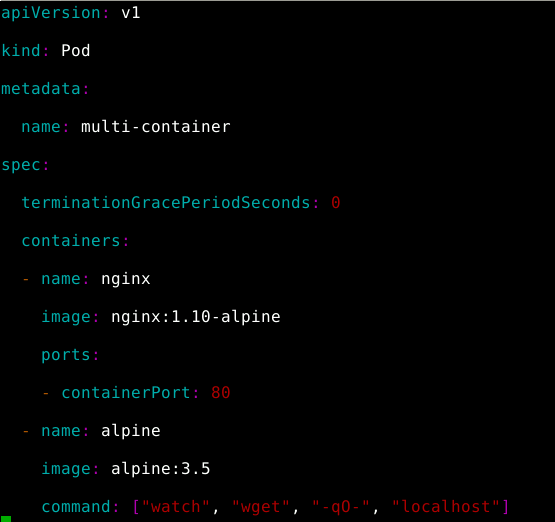 apiVersion: v1
kind: Pod
metadata:
  name: multi-container
spec:
  terminationGracePeriodSeconds: 0
  containers:
  - name: nginx
    image: nginx:1.10-alpine
    ports:
    - containerPort: 80
  - name: alpine
    image: alpine:3.5
    command: ["watch", "wget", "-qO-", "localhost"]